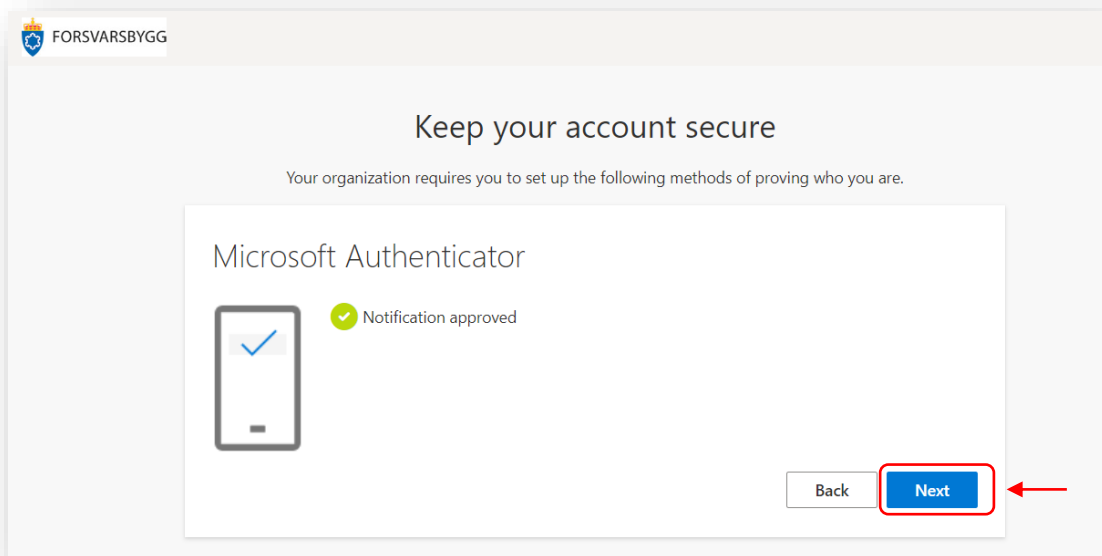 FORSVARSBYGG
Keep your account secure
Your organization requires you to set up the following methods of proving who you are.
Microsoft Authenticator
Notification approved
Back
Next